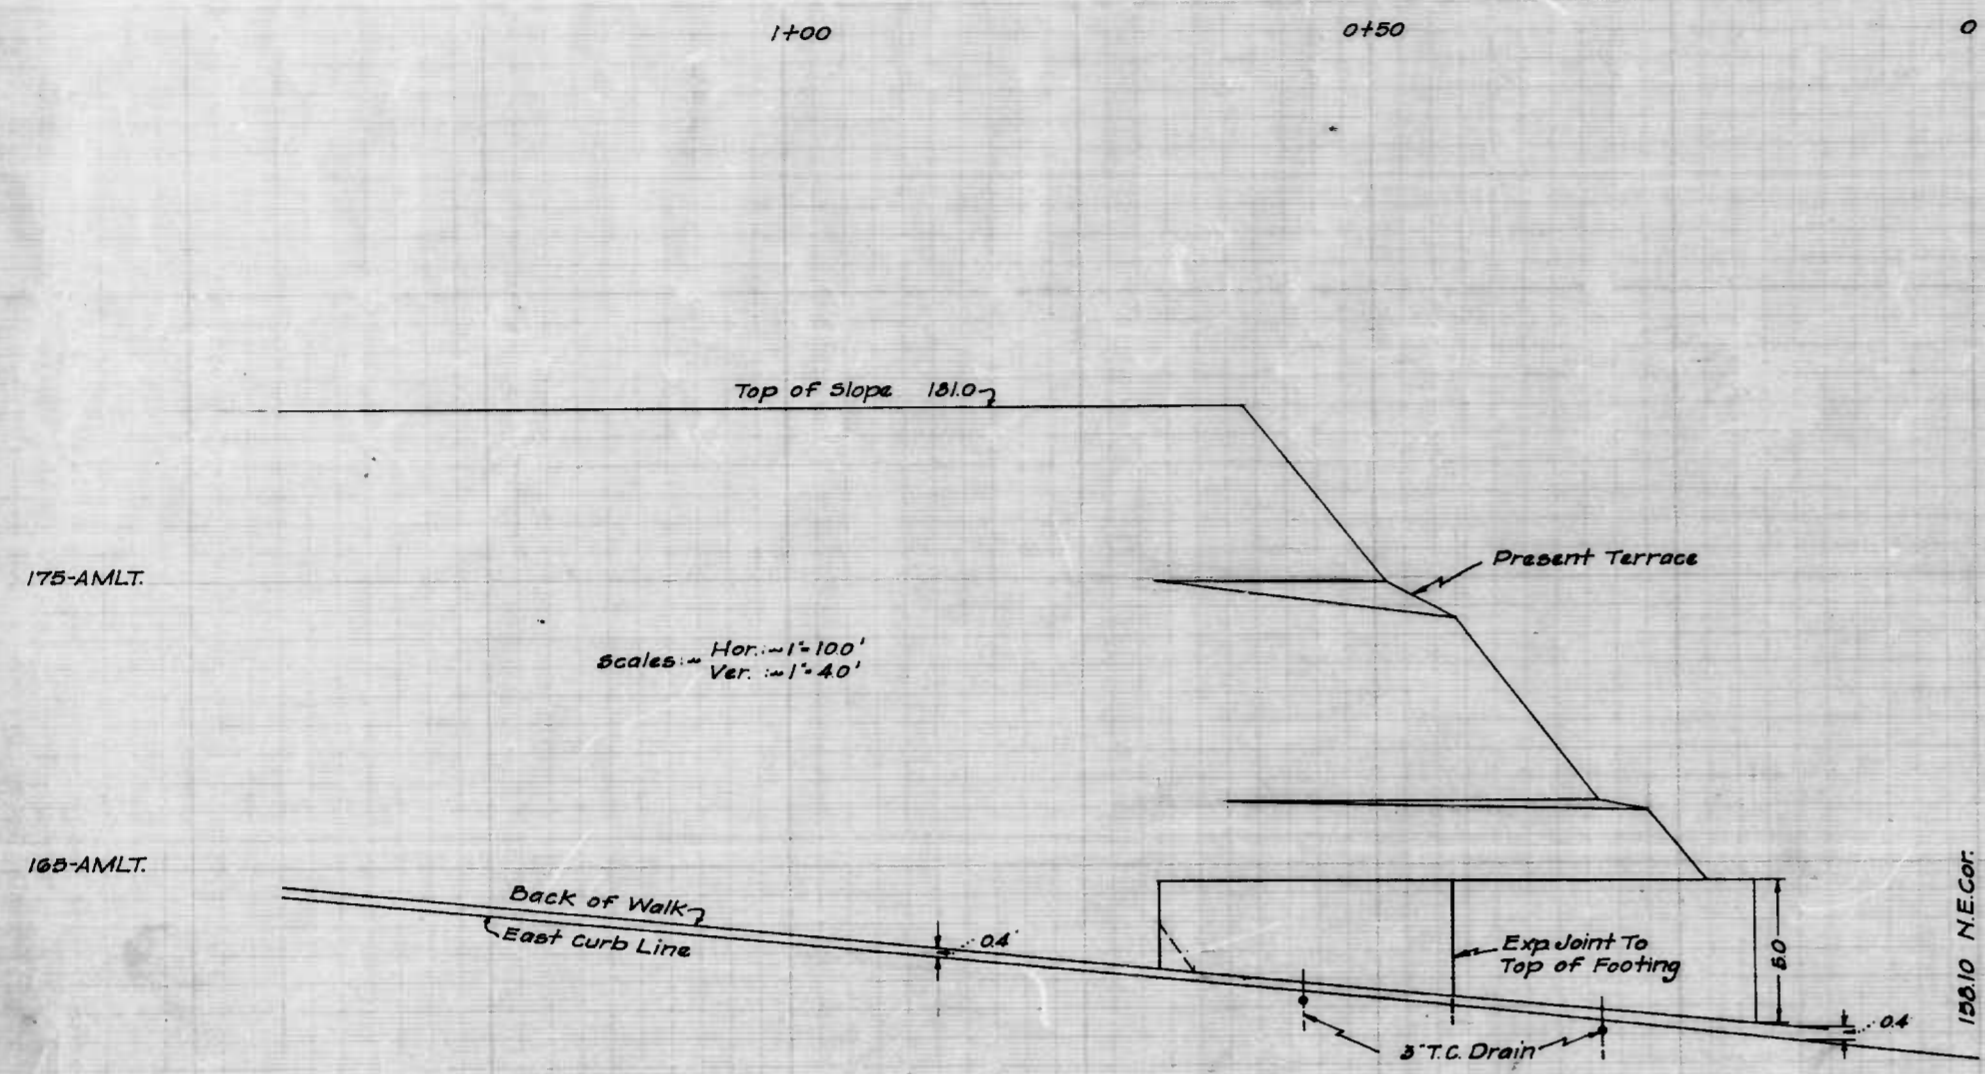 1+00 0+50 0
Top of Slope 181.0
Present Terrace
175-AMLT.
Scales:~ Hor.:~1"=10.0'
Ver. :~1"=4.0'
165-AMLT.
Back of Walk
East Curb Line
0.4
Exp. Joint To
Top of Footing
5.0
158.10 N.E.Cor.
0.4
3" T.C. Drain